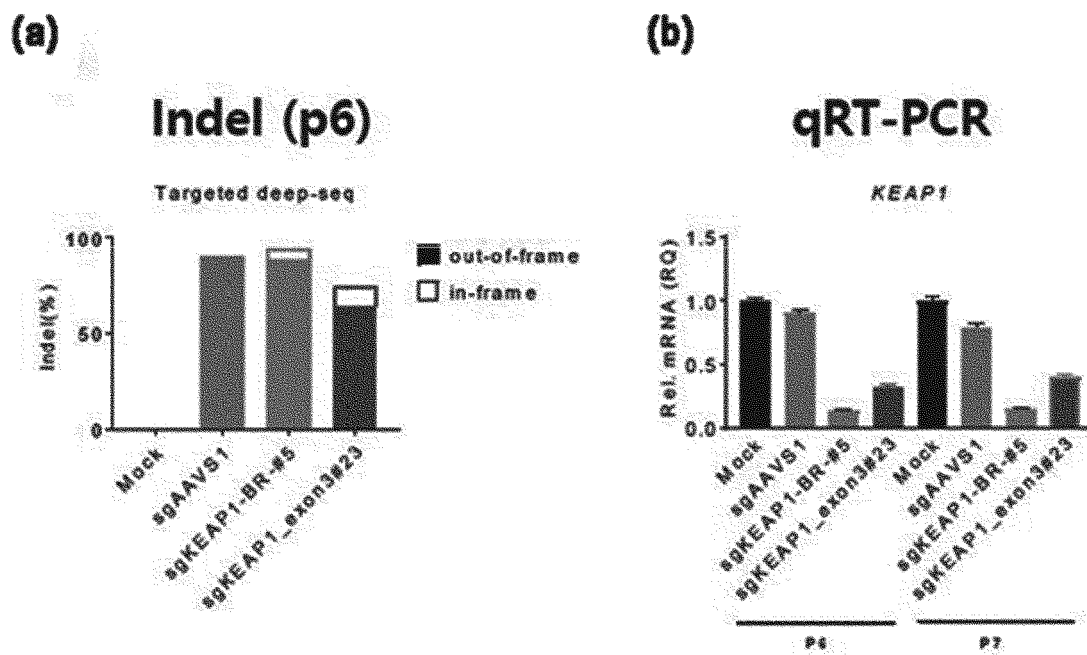 (a)
Indel (p6)
Targeted deep-seq
Indel(%)
100
50
0
out-of-frame
in-frame
Mock
sgAAVS1
sgKEAP1-BR-#5
sgKEAP1_exon3#23
(b)
qRT-PCR
KEAP1
Rel. mRNA (RQ)
1.5
1.0
0.5
0.0
Mock
sgAAVS1
sgKEAP1-BR-#5
sgKEAP1_exon3#23
Mock
sgAAVS1
sgKEAP1-BR-#5
sgKEAP1_exon3#23
P6
P7